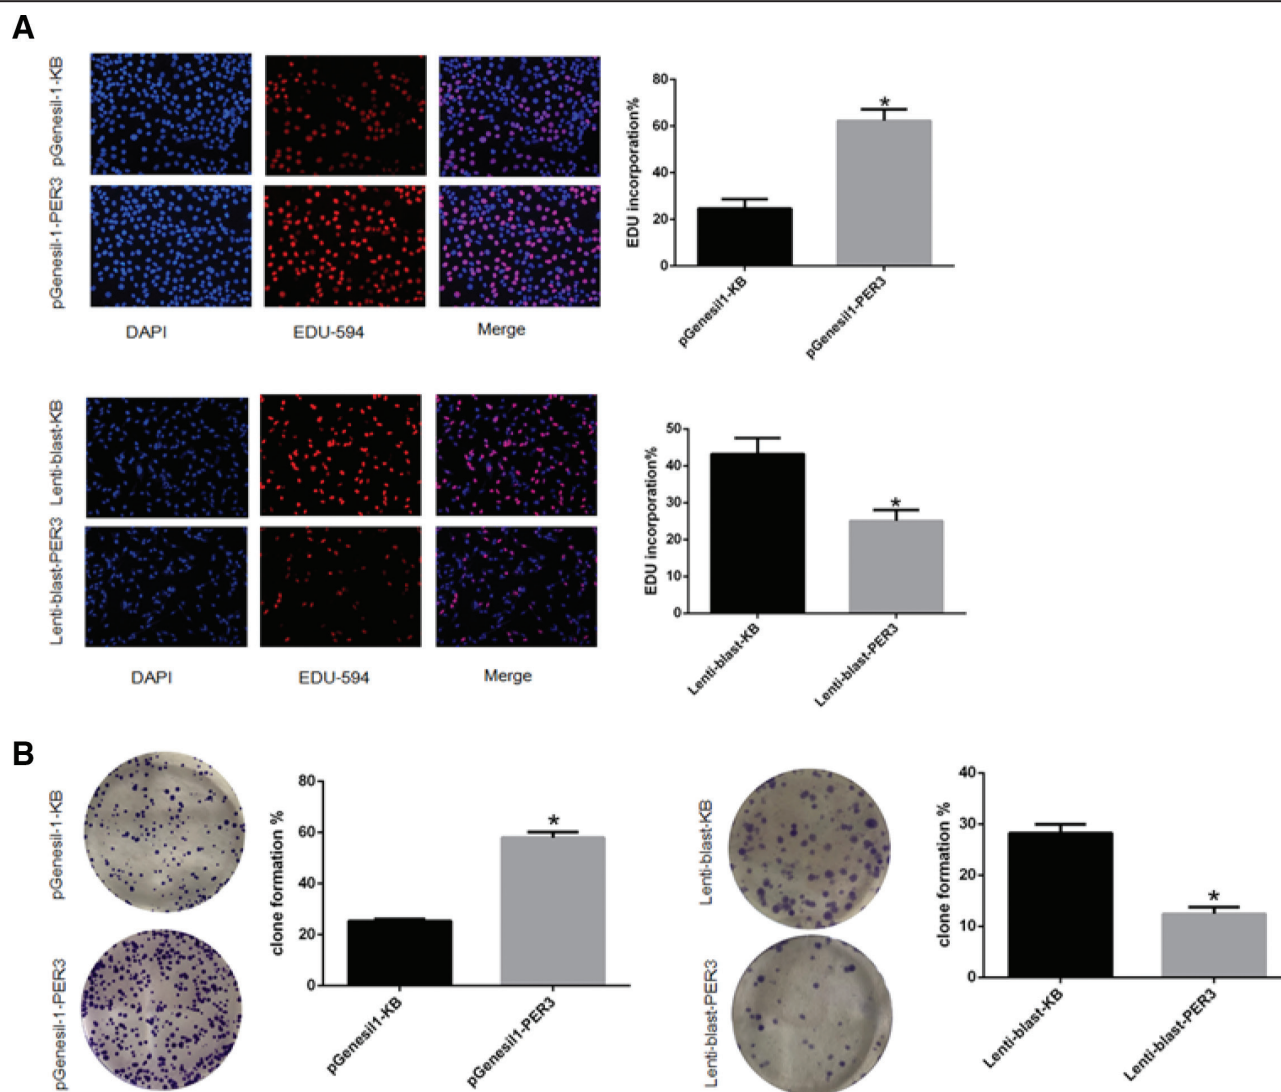 A
pGenesil-1-KB
pGenesil-1-PER3
DAPI
EDU-594
Merge
EDU incorporation%
80
60
40
20
0
*
pGenesil1-KB
pGenesil1-PER3
Lenti-blast-KB
Lenti-blast-PER3
DAPI
EDU-594
Merge
EDU incorporation%
50
40
30
20
10
0
*
Lenti-blast-KB
Lenti-blast-PER3
B
pGenesil-1-KB
pGenesil-1-PER3
clone formation %
80
60
40
20
0
*
pGenesil1-KB
pGenesil1-PER3
Lenti-blast-KB
Lenti-blast-PER3
clone formation %
40
30
20
10
0
*
Lenti-blast-KB
Lenti-blast-PER3